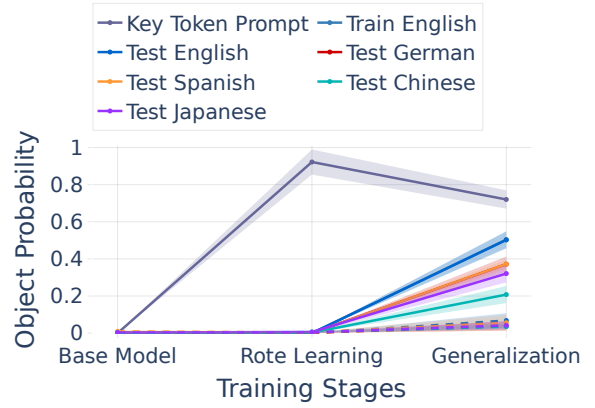 Key Token Prompt
Train English
Test English
Test German
Test Spanish
Test Chinese
Test Japanese
Object Probability
1
0.8
0.6
0.4
0.2
0
Base Model
Rote Learning
Generalization
Training Stages